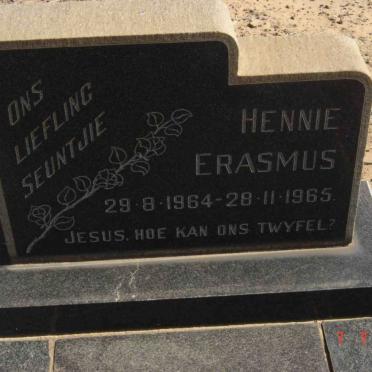 ONS
LIEFLING
SEUNTJIE
HENNIE
ERASMUS
29·8·1964-28·11·1965.
JESUS. HOE KAN ONS TWYFEL?